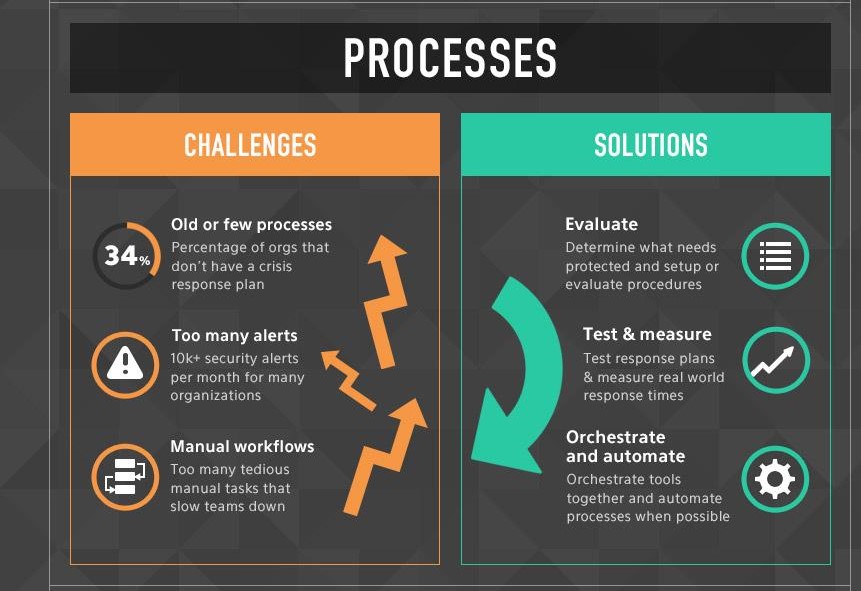 PROCESSES
CHALLENGES
34%
Old or few processes
Percentage of orgs that
don't have a crisis
response plan
Too many alerts
10k+ security alerts
per month for many
organizations
Manual workflows
Too many tedious
manual tasks that
slow teams down
SOLUTIONS
Evaluate
Determine what needs
protected and setup or
evaluate procedures
Test & measure
Test response plans
& measure real world
response times
Orchestrate
and automate
Orchestrate tools
together and automate
processes when possible